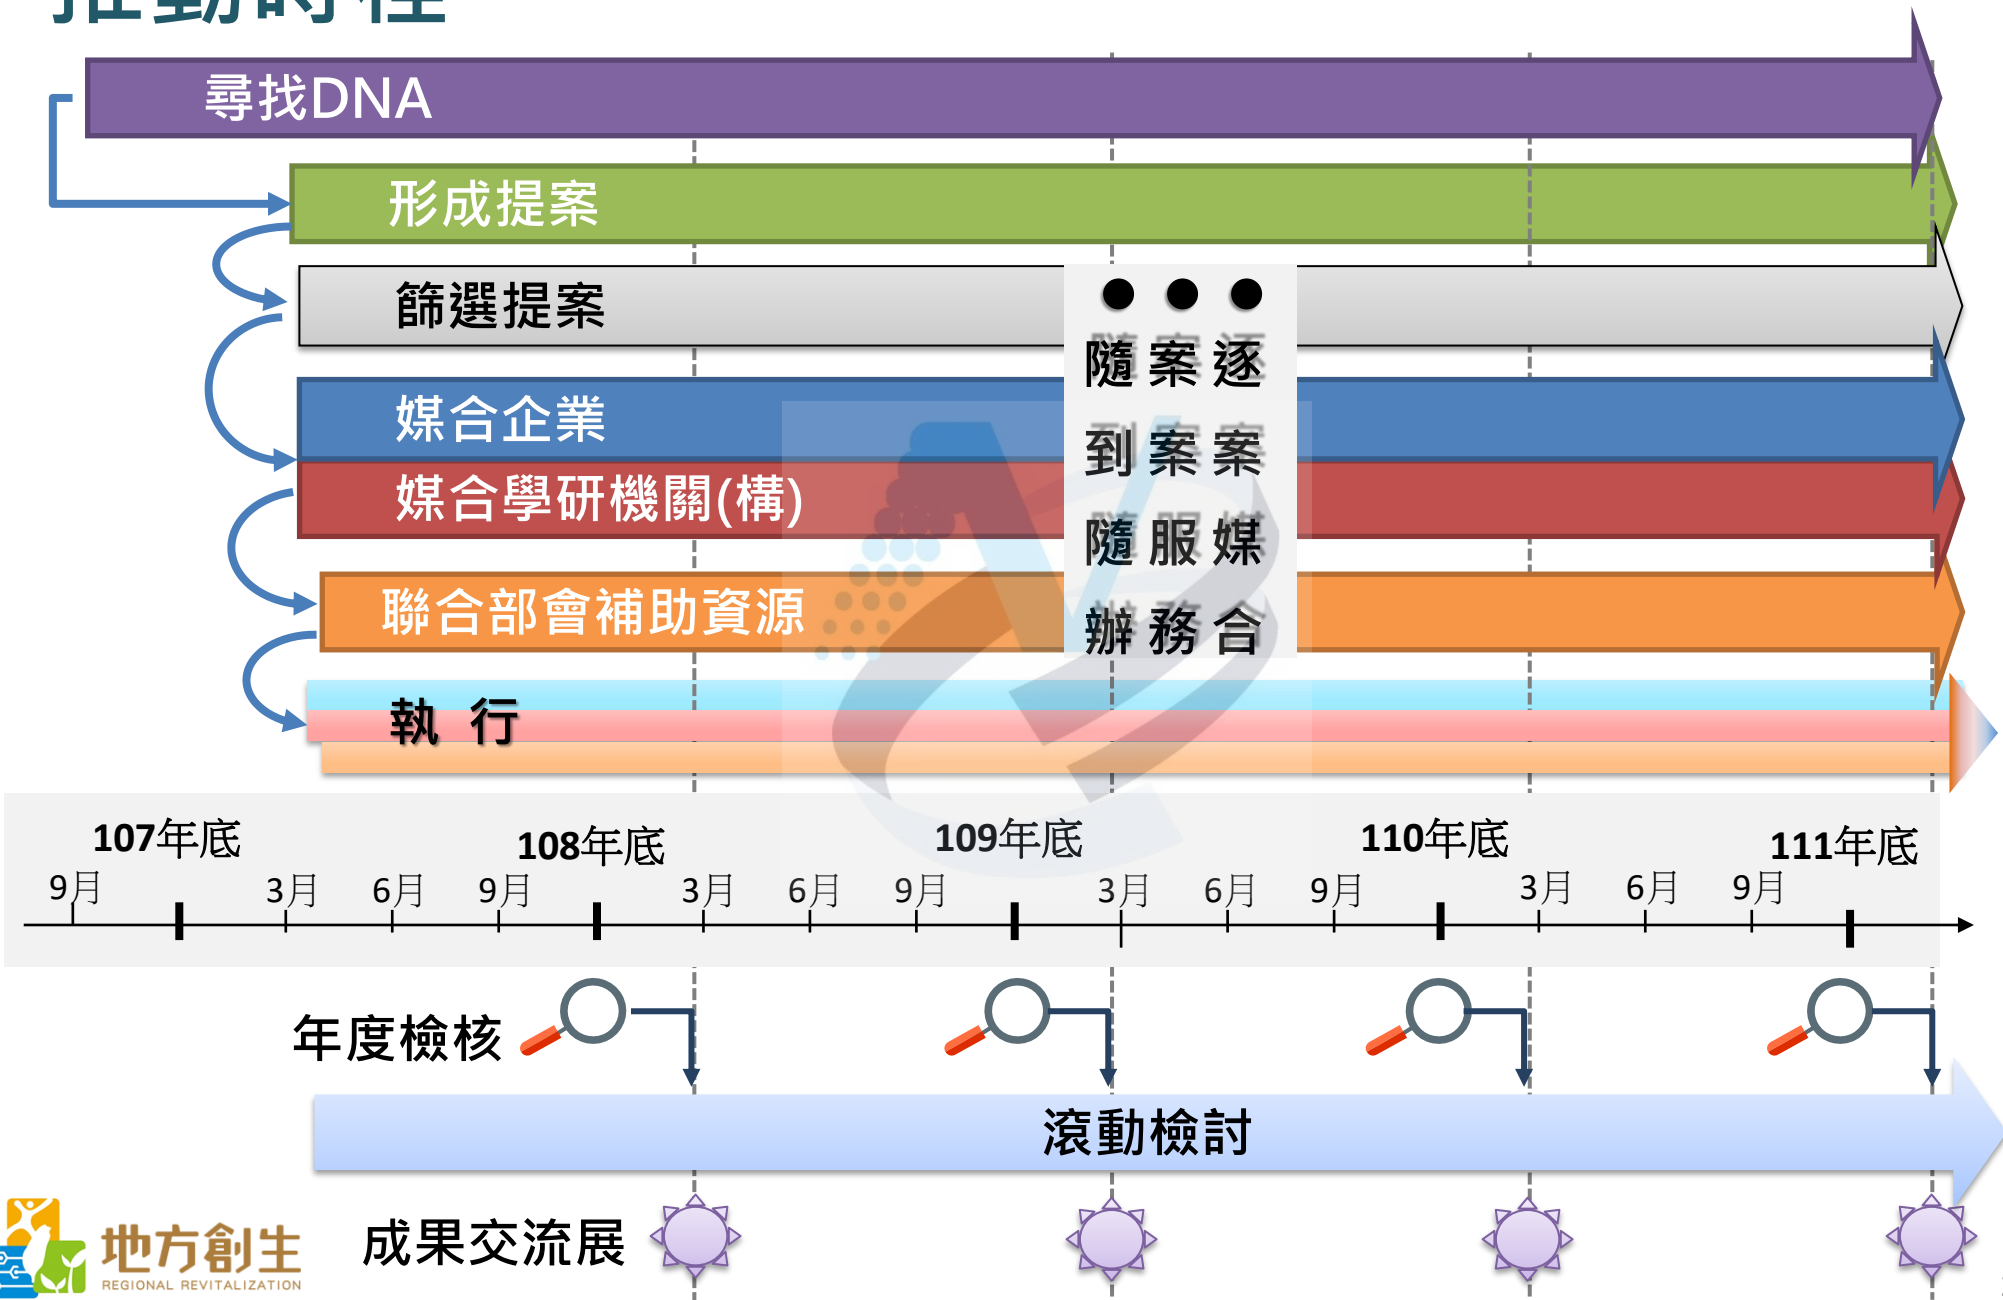 推動時程
尋找DNA
形成提案
篩選提案
媒合企業
媒合學研機關(構)
聯合部會補助資源
執 行
● ● ●
隨 案 逐
到 案 案
隨 服 媒
辦 務 合
107年底 108年底 109年底 110年底 111年底
9月 3月 6月 9月 3月 6月 9月 3月 6月 9月 3月 6月 9月
年度檢核
滾動檢討
成果交流展
地方創生
REGIONAL REVITALIZATION